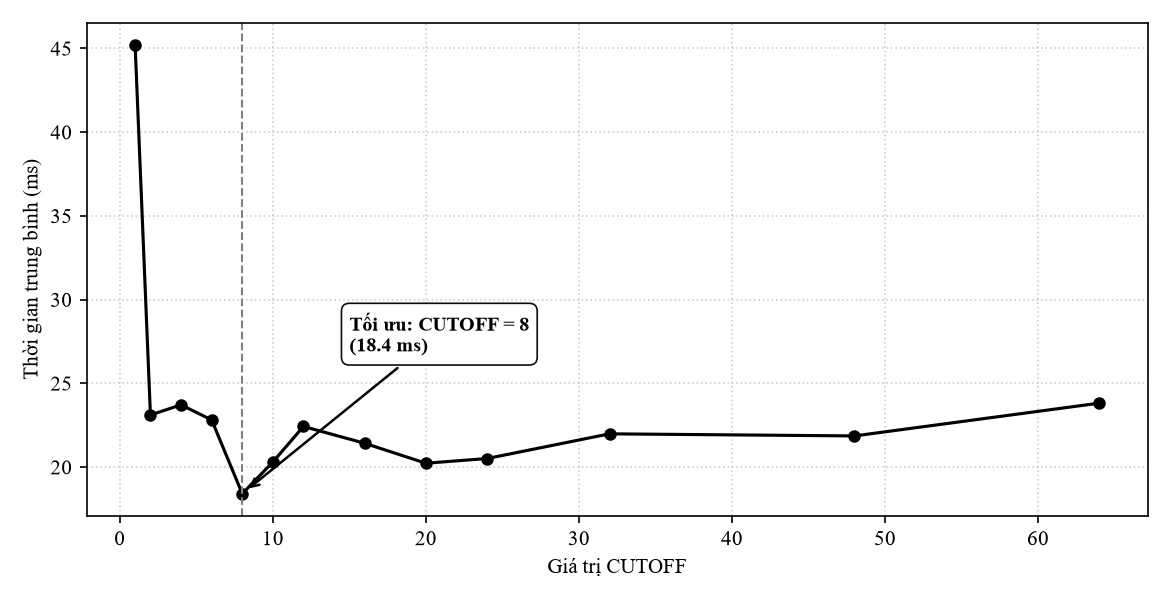 45
40
35
30
25
20
Thời gian trung bình (ms)
Tối ưu: CUTOFF = 8
(18.4 ms)
0 10 20 30 40 50 60
Giá trị CUTOFF